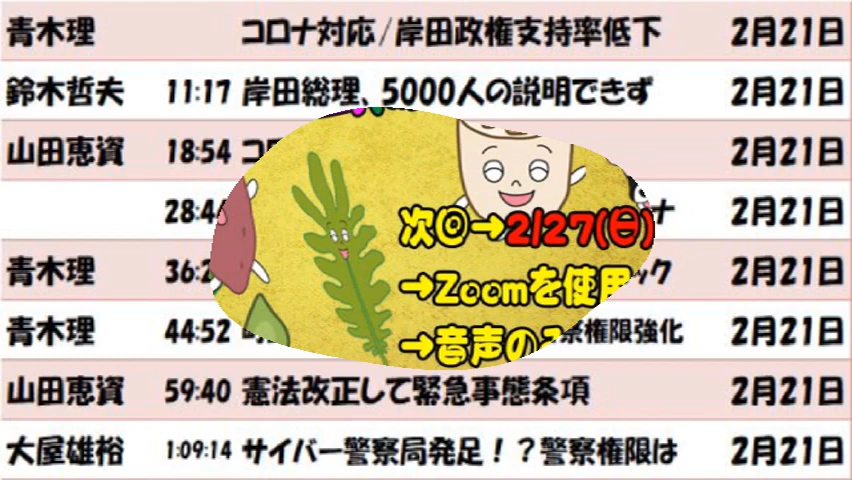 青木理 コロナ対応/岸田政権支持率低下 2月21日
鈴木哲夫 11:17 岸田総理、5000人の説明できず 2月21日
山田恵資 18:54 コ 2月21日
28:4 ナ 2月21日
青木理 36:2 ック 2月21日
青木理 44:52 察権限強化 2月21日
山田恵資 59:40 憲法改正して緊急事態条項 2月21日
大屋雄裕 1:09:14 サイバー警察局発足！？警察権限は 2月21日
次回→2/27(日)
→Zoomを使用
→音声の